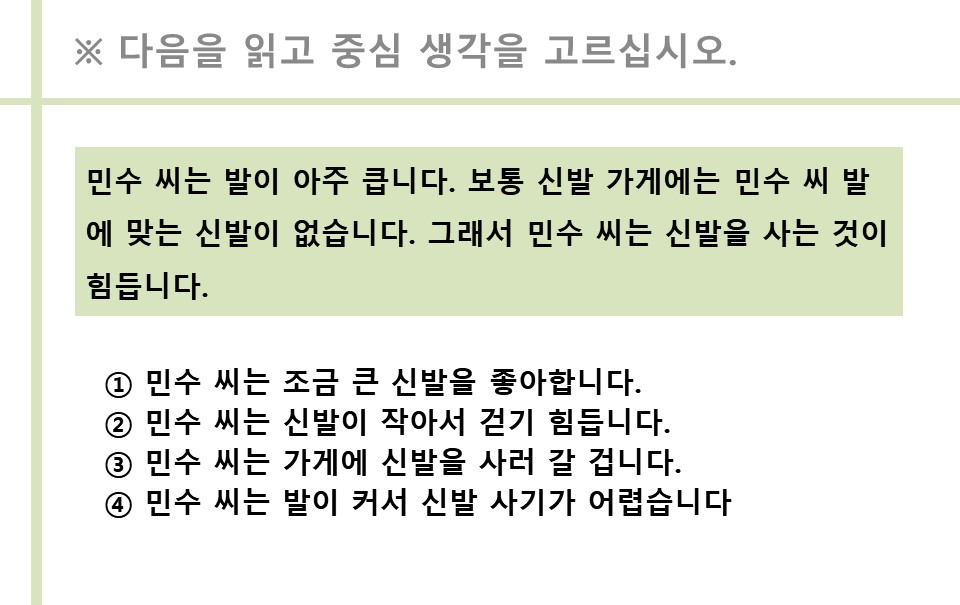 ※ 다음을 읽고 중심 생각을 고르십시오.
민수 씨는 발이 아주 큽니다. 보통 신발 가게에는 민수 씨 발
에 맞는 신발이 없습니다. 그래서 민수 씨는 신발을 사는 것이
힘듭니다.
① 민수 씨는 조금 큰 신발을 좋아합니다.
② 민수 씨는 신발이 작아서 걷기 힘듭니다.
③ 민수 씨는 가게에 신발을 사러 갈 겁니다.
④ 민수 씨는 발이 커서 신발 사기가 어렵습니다